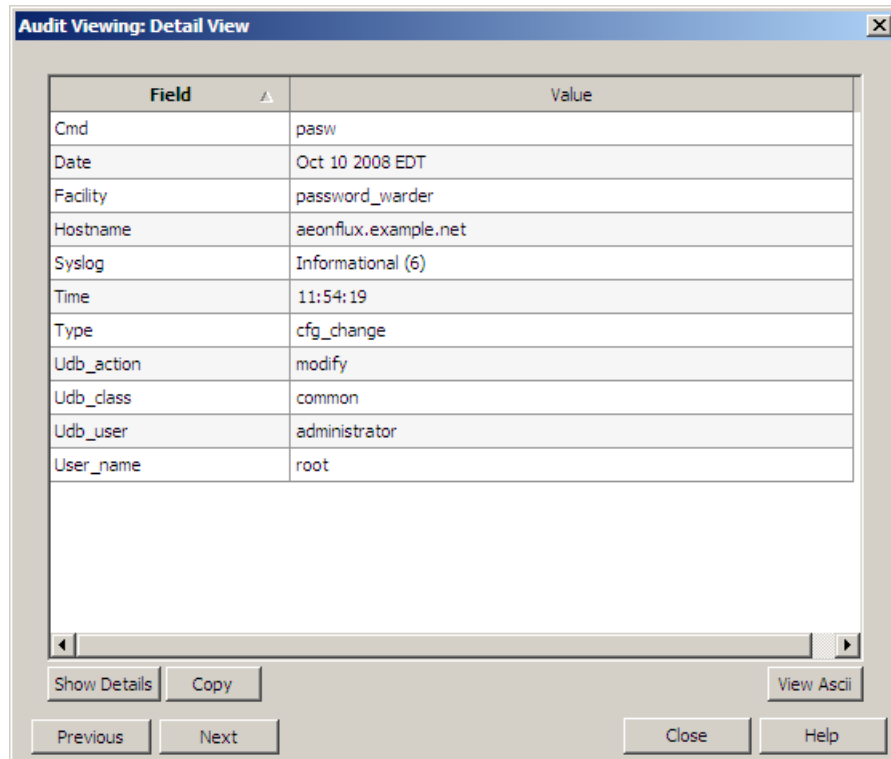 Audit Viewing: Detail View
Field Value
Cmd pasw
Date Oct 10 2008 EDT
Facility password_warder
Hostname aeonflux.example.net
Syslog Informational (6)
Time 11:54:19
Type cfg_change
Udb_action modify
Udb_class common
Udb_user administrator
User_name root
Show Details Copy View Ascii
Previous Next Close Help